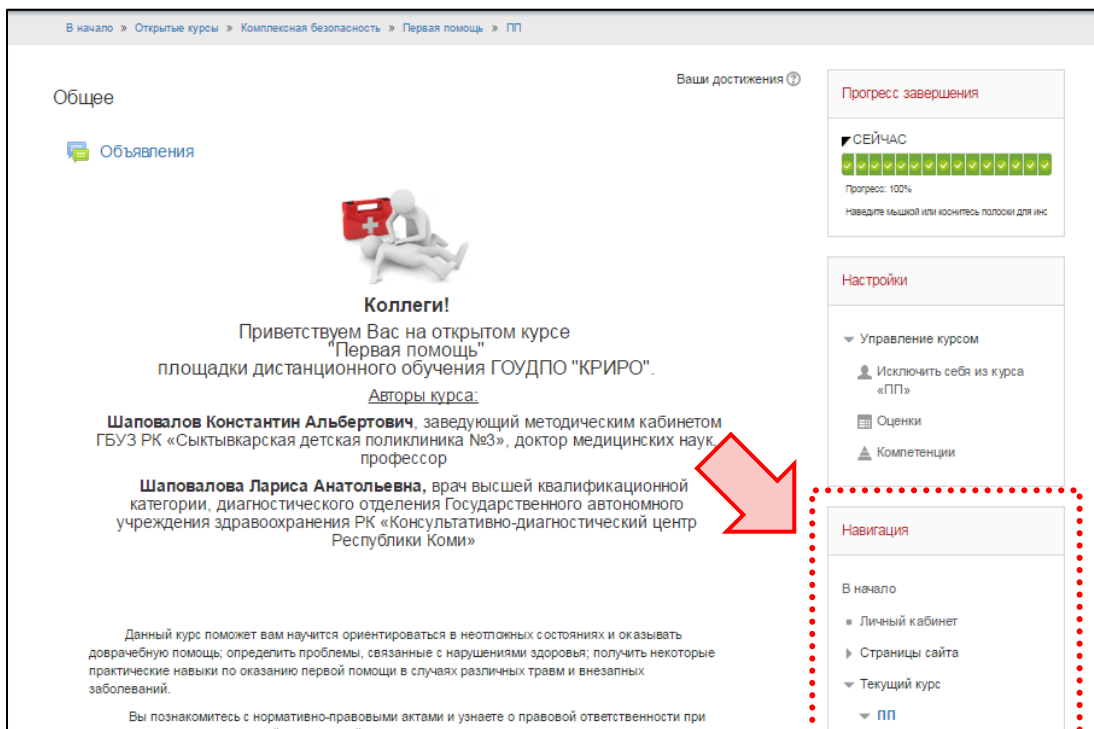 В начало » Открытые курсы » Комплексная безопасность » Первая помощь » ПП
Ваши достижения
Общее
Объявления
Коллеги!
Приветствуем Вас на открытом курсе
"Первая помощь"
площадки дистанционного обучения ГОУДПО "КРИРО".
Авторы курса:
Шаповалов Константин Альбертович, заведующий методическим кабинетом
ГБУЗ РК «Сыктывкарская детская поликлиника №3», доктор медицинских наук,
профессор
Шаповалова Лариса Анатольевна, врач высшей квалификационной
категории, диагностического отделения Государственного автономного
учреждения здравоохранения РК «Консультативно-диагностический центр
Республики Коми»
Данный курс поможет вам научится ориентироваться в неотложных состояниях и оказывать
доврачебную помощь; определить проблемы, связанные с нарушениями здоровья; получить некоторые
практические навыки по оказанию первой помощи в случаях различных травм и внезапных
заболеваний.
Вы познакомитесь с нормативно-правовыми актами и узнаете о правовой ответственности при
Прогресс завершения
СЕЙЧАС
Прогресс: 100%
Наведите мышкой или коснитесь полоски для инс
Настройки
Управление курсом
Исключить себя из курса
«ПП»
Оценки
Компетенции
Навигация
В начало
Личный кабинет
Страницы сайта
Текущий курс
ПП